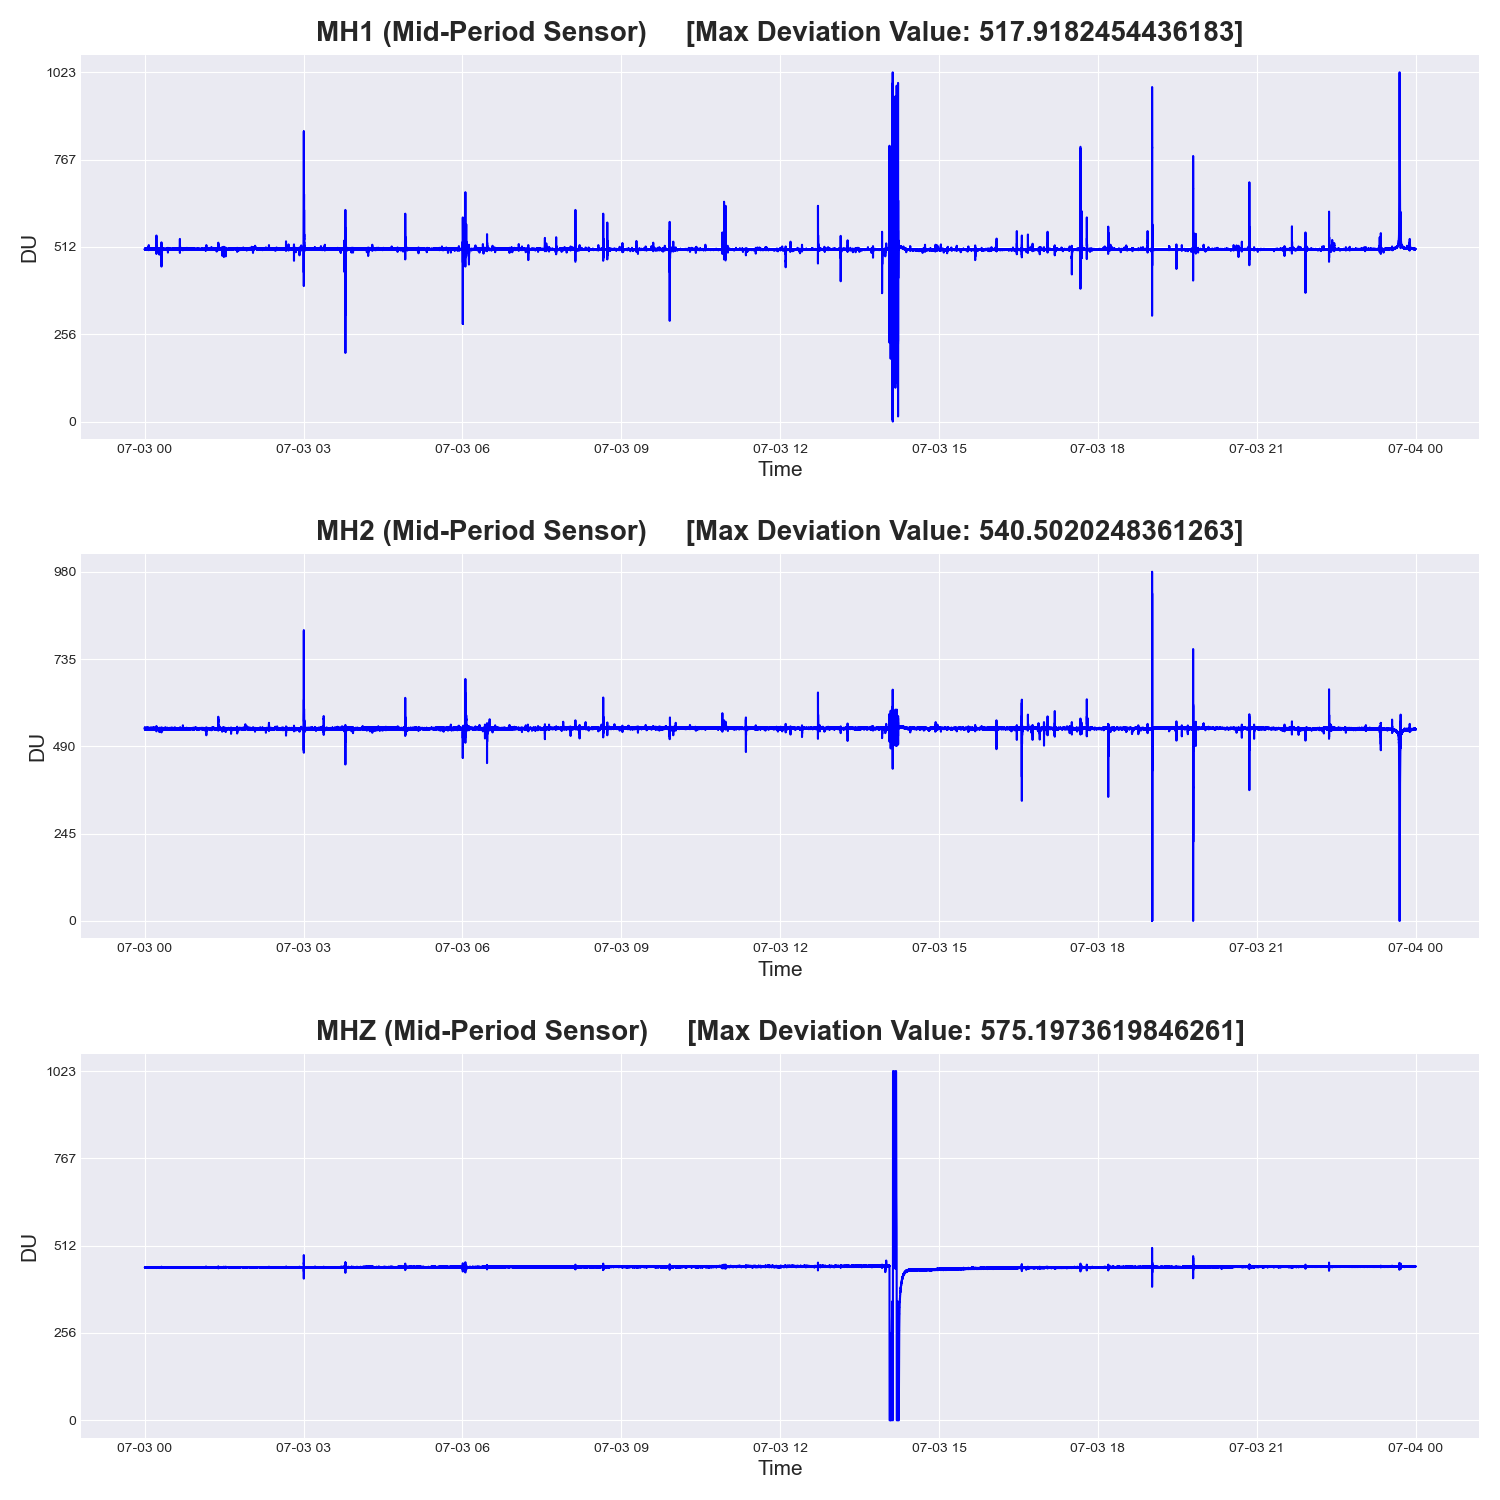 MH1 (Mid-Period Sensor) [Max Deviation Value: 517.9182454436183]
1023
767
512
256
0
DU
07-03 00 07-03 03 07-03 06 07-03 09 07-03 12 07-03 15 07-03 18 07-03 21 07-04 00
Time
MH2 (Mid-Period Sensor) [Max Deviation Value: 540.5020248361263]
980
735
490
245
0
DU
07-03 00 07-03 03 07-03 06 07-03 09 07-03 12 07-03 15 07-03 18 07-03 21 07-04 00
Time
MHZ (Mid-Period Sensor) [Max Deviation Value: 575.1973619846261]
1023
767
512
256
0
DU
07-03 00 07-03 03 07-03 06 07-03 09 07-03 12 07-03 15 07-03 18 07-03 21 07-04 00
Time